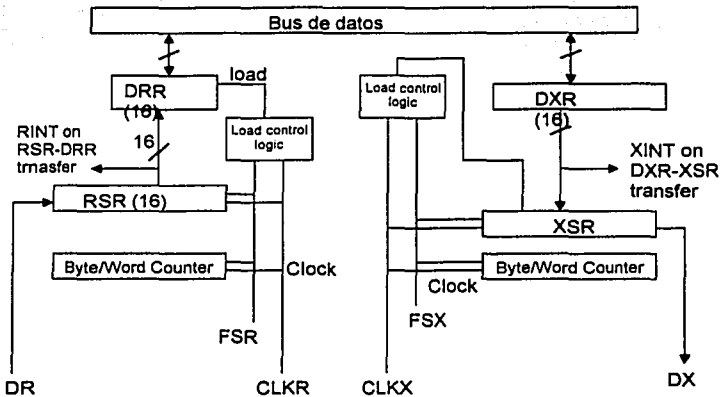 Bus de datos
DRR
(16)
load
Load control
logic
16
RINT on
RSR-DRR
trnasfer
RSR (16)
Byte/Word Counter
Clock
FSR
DR
CLKR
Load control
logic
DXR
(16)
XINT on
DXR-XSR
transfer
XSR
Byte/Word Counter
Clock
FSX
CLKX
DX